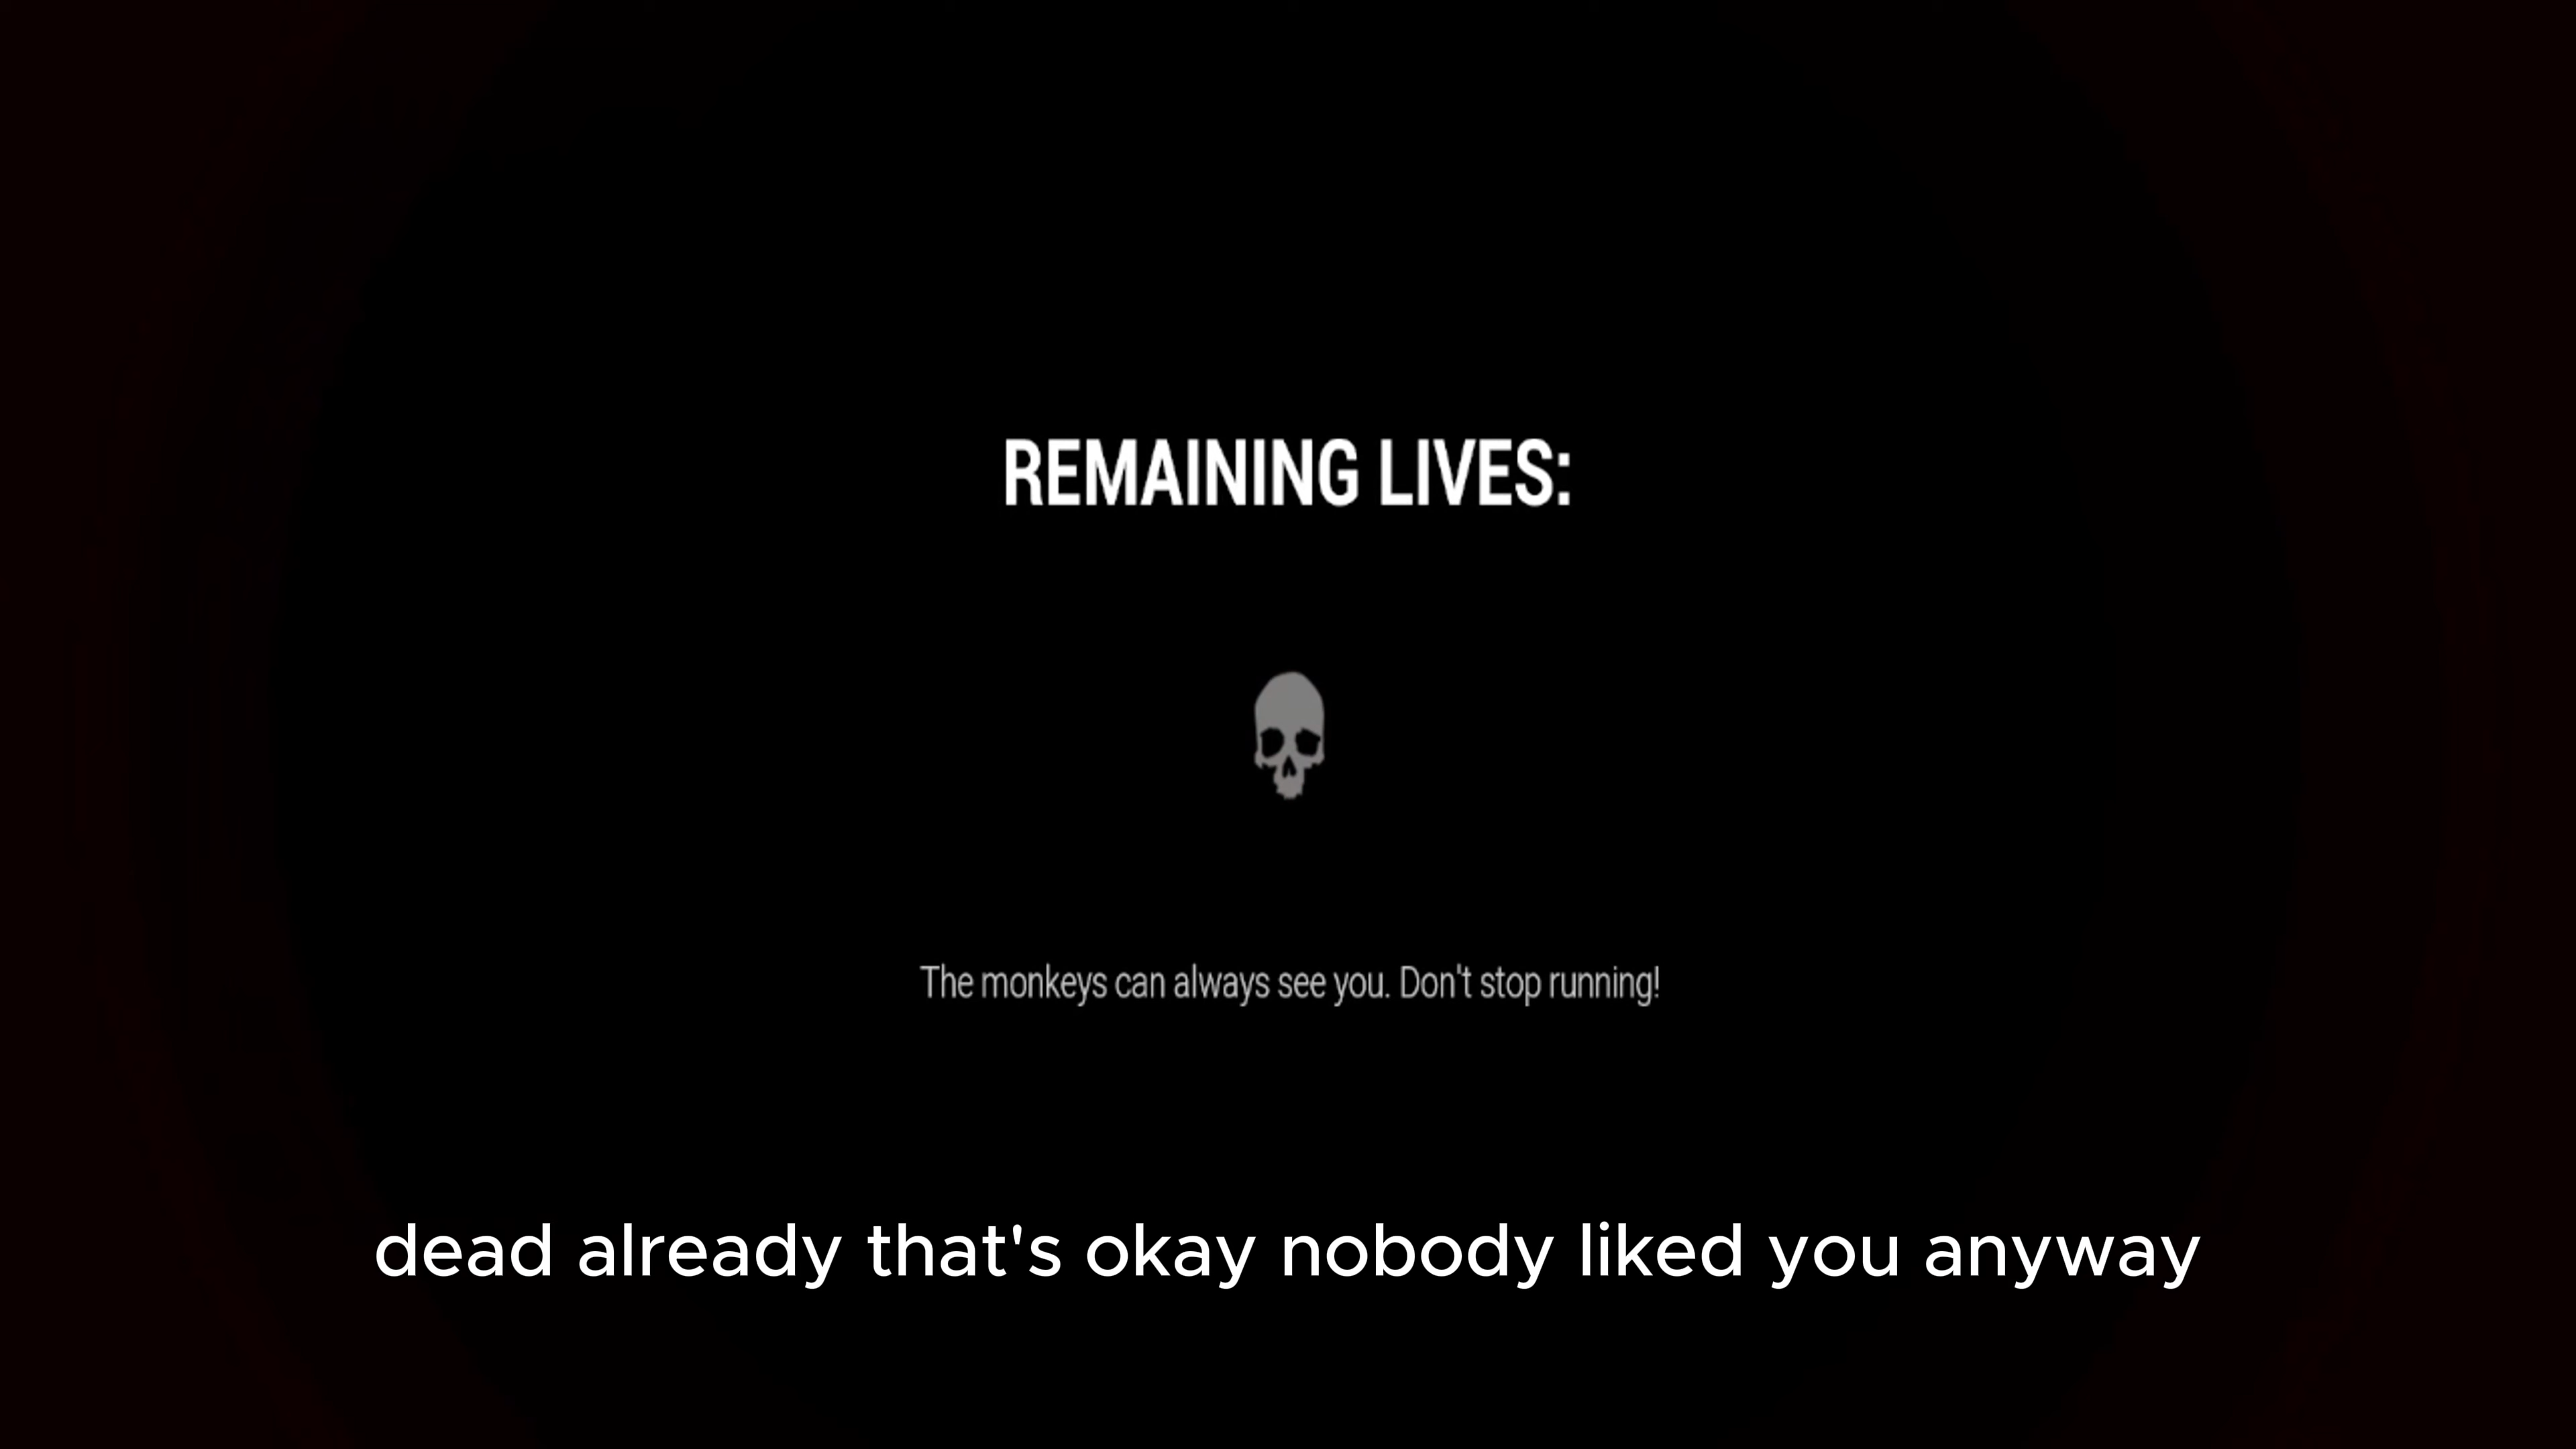 REMAINING LIVES:
The monkeys can always see you. Don't stop running!
dead already that's okay nobody liked you anyway